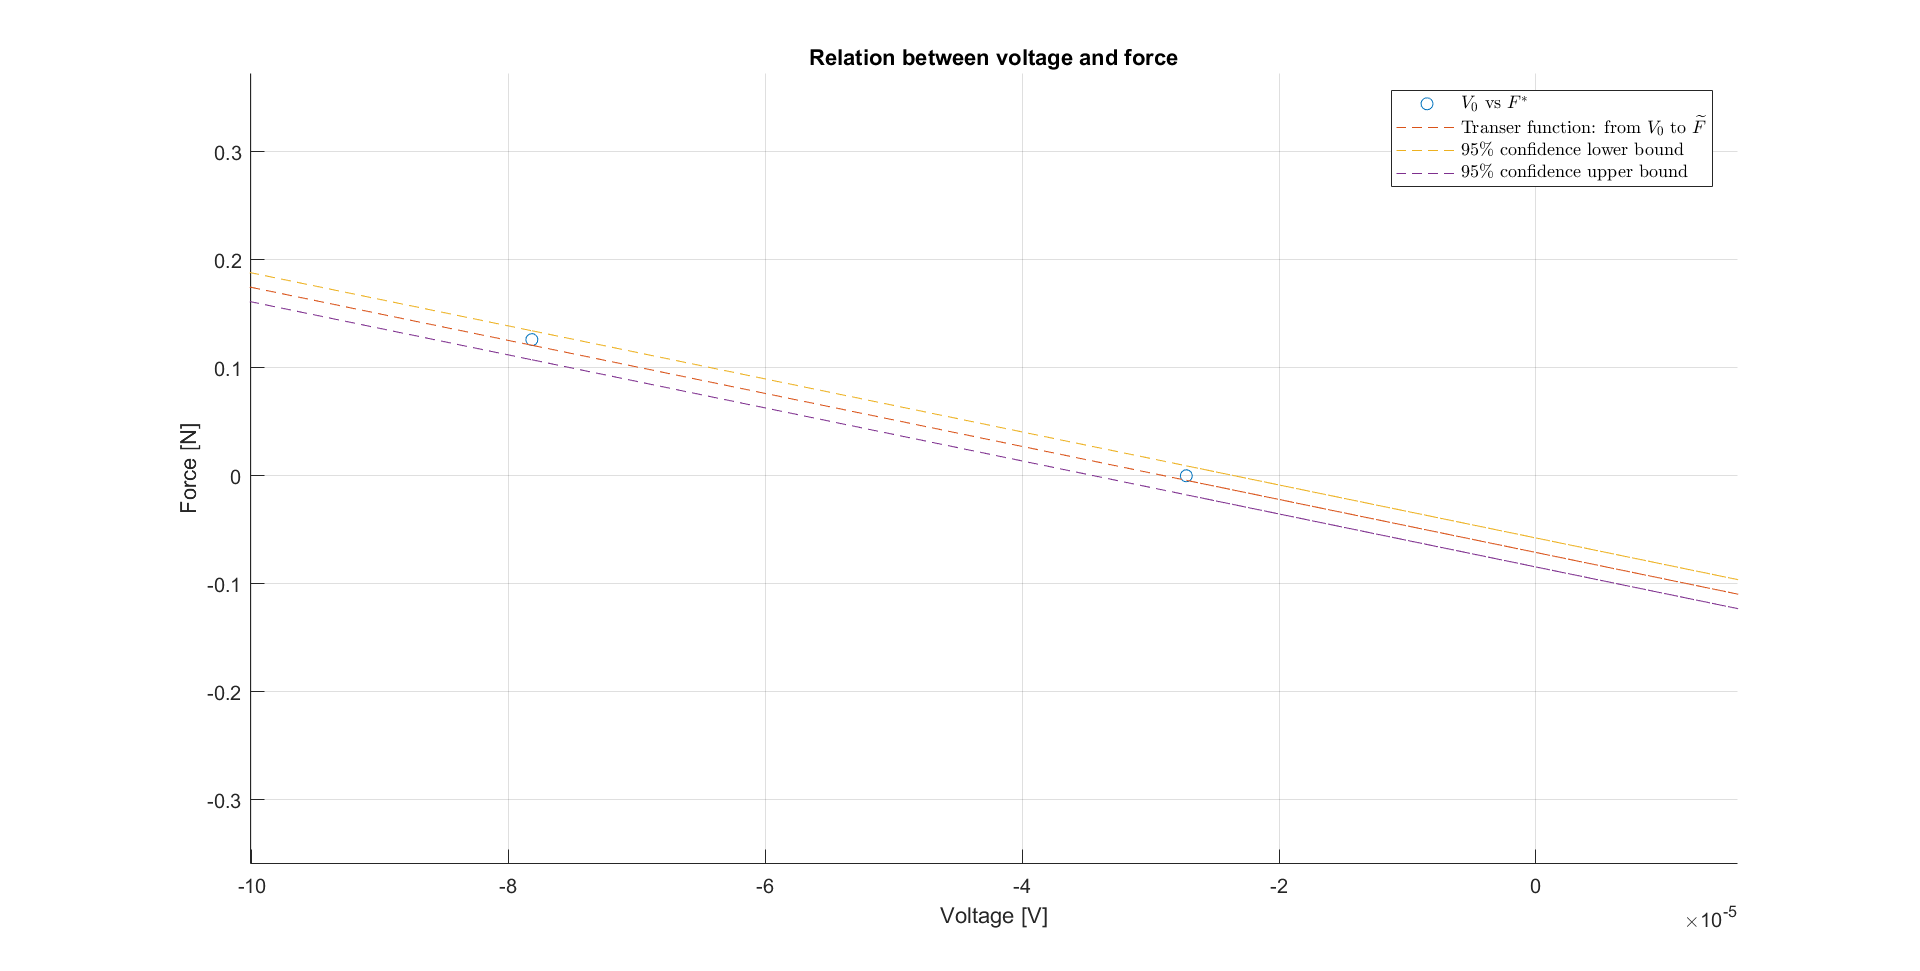 Relation between voltage and force
V₀ vs F*
Transer function: from V₀ to F̃
95% confidence lower bound
95% confidence upper bound
0.3
0.2
0.1
0
-0.1
-0.2
-0.3
Force [N]
-10 -8 -6 -4 -2 0
Voltage [V]
×10⁻⁵